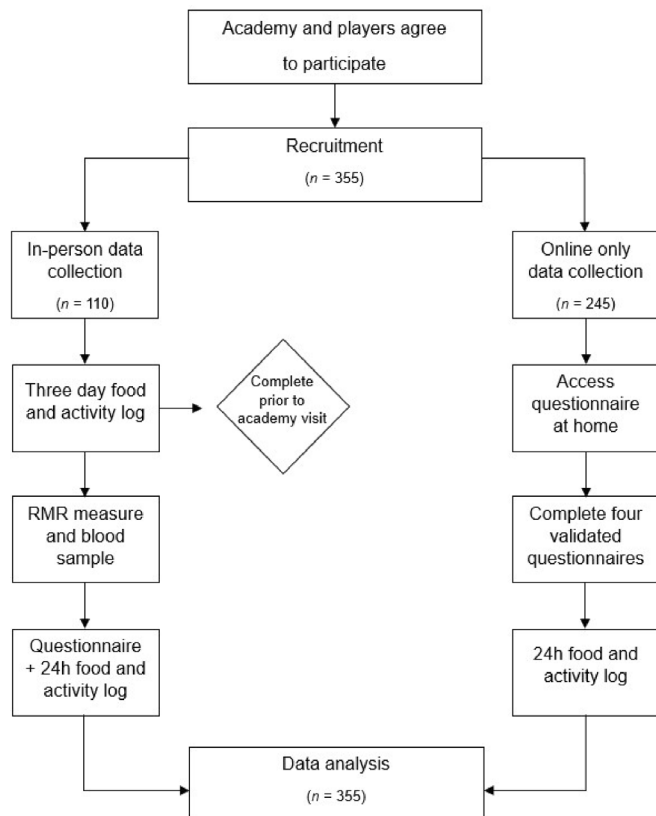 Academy and players agree
to participate
Recruitment
(n = 355)
In-person data
collection
(n = 110)
Online only
data collection
(n = 245)
Three day food
and activity log
Complete
prior to
academy visit
Access
questionnaire
at home
RMR measure
and blood
sample
Complete four
validated
questionnaires
Questionnaire
+ 24h food and
activity log
24h food and
activity log
Data analysis
(n = 355)